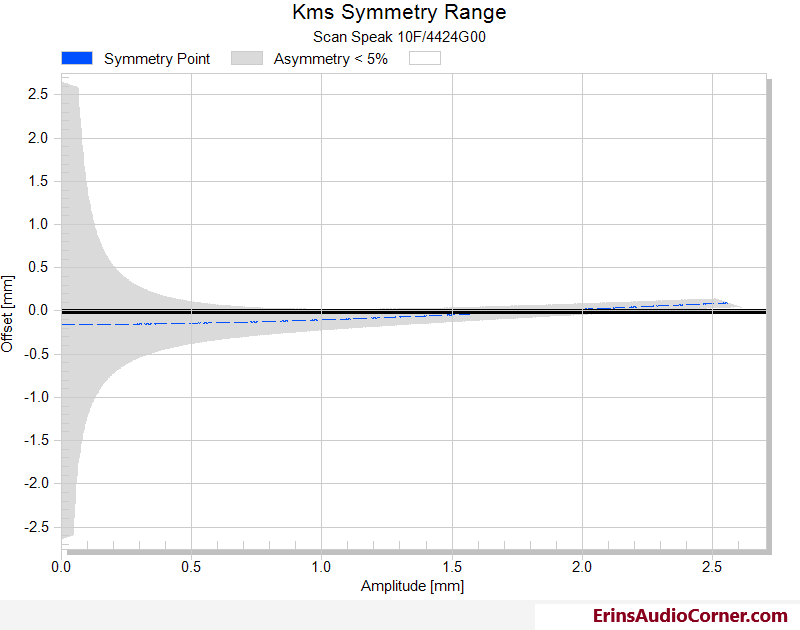 Kms Symmetry Range
Scan Speak 10F/4424G00
Symmetry Point Asymmetry < 5%
2.5
2.0
1.5
1.0
0.5
0.0
-0.5
-1.0
-1.5
-2.0
-2.5
Offset [mm]
0.0 0.5 1.0 1.5 2.0 2.5
Amplitude [mm]
ErinsAudioCorner.com